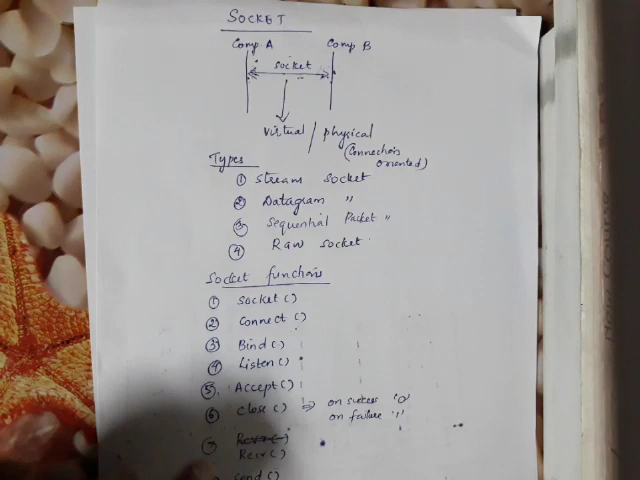 SOCKET
Comp. A Comp B
socket
Virtual / physical
(Connection
oriented)
Types
① Stream socket
② Datagram "
③ Sequential Packet "
④ Raw socket
Socket functions
① Socket ()
② Connect ()
③ Bind ()
④ Listen ()
⑤ Accept ()
⑥ Close () ⇒ on success '0'
on failure '1'
⑦
Recv ()
Send ()